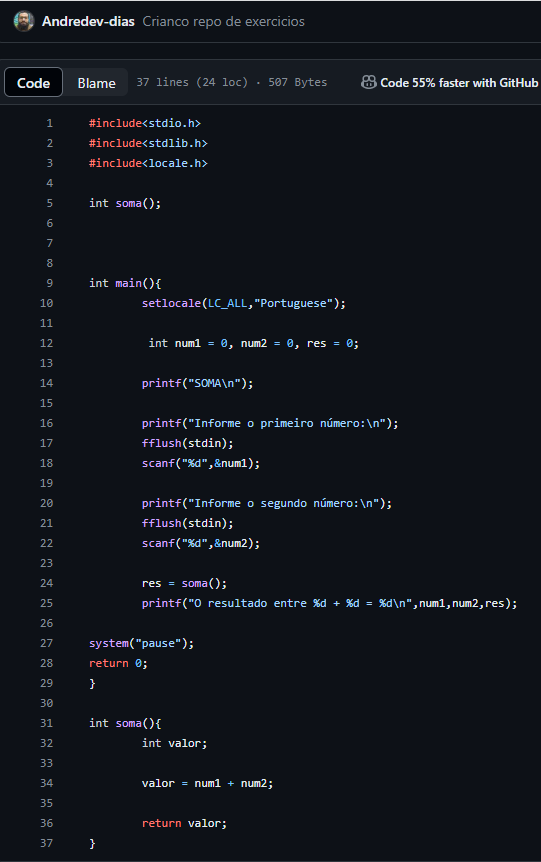 Andredev-dias Crianco repo de exercicios
Code Blame 37 lines (24 loc) · 507 Bytes Code 55% faster with GitHub
1 #include<stdio.h>
2 #include<stdlib.h>
3 #include<locale.h>
4
5 int soma();
6
7
8
9 int main(){
10 setlocale(LC_ALL,"Portuguese");
11
12 int num1 = 0, num2 = 0, res = 0;
13
14 printf("SOMA\n");
15
16 printf("Informe o primeiro número:\n");
17 fflush(stdin);
18 scanf("%d",&num1);
19
20 printf("Informe o segundo número:\n");
21 fflush(stdin);
22 scanf("%d",&num2);
23
24 res = soma();
25 printf("O resultado entre %d + %d = %d\n",num1,num2,res);
26
27 system("pause");
28 return 0;
29 }
30
31 int soma(){
32 int valor;
33
34 valor = num1 + num2;
35
36 return valor;
37 }